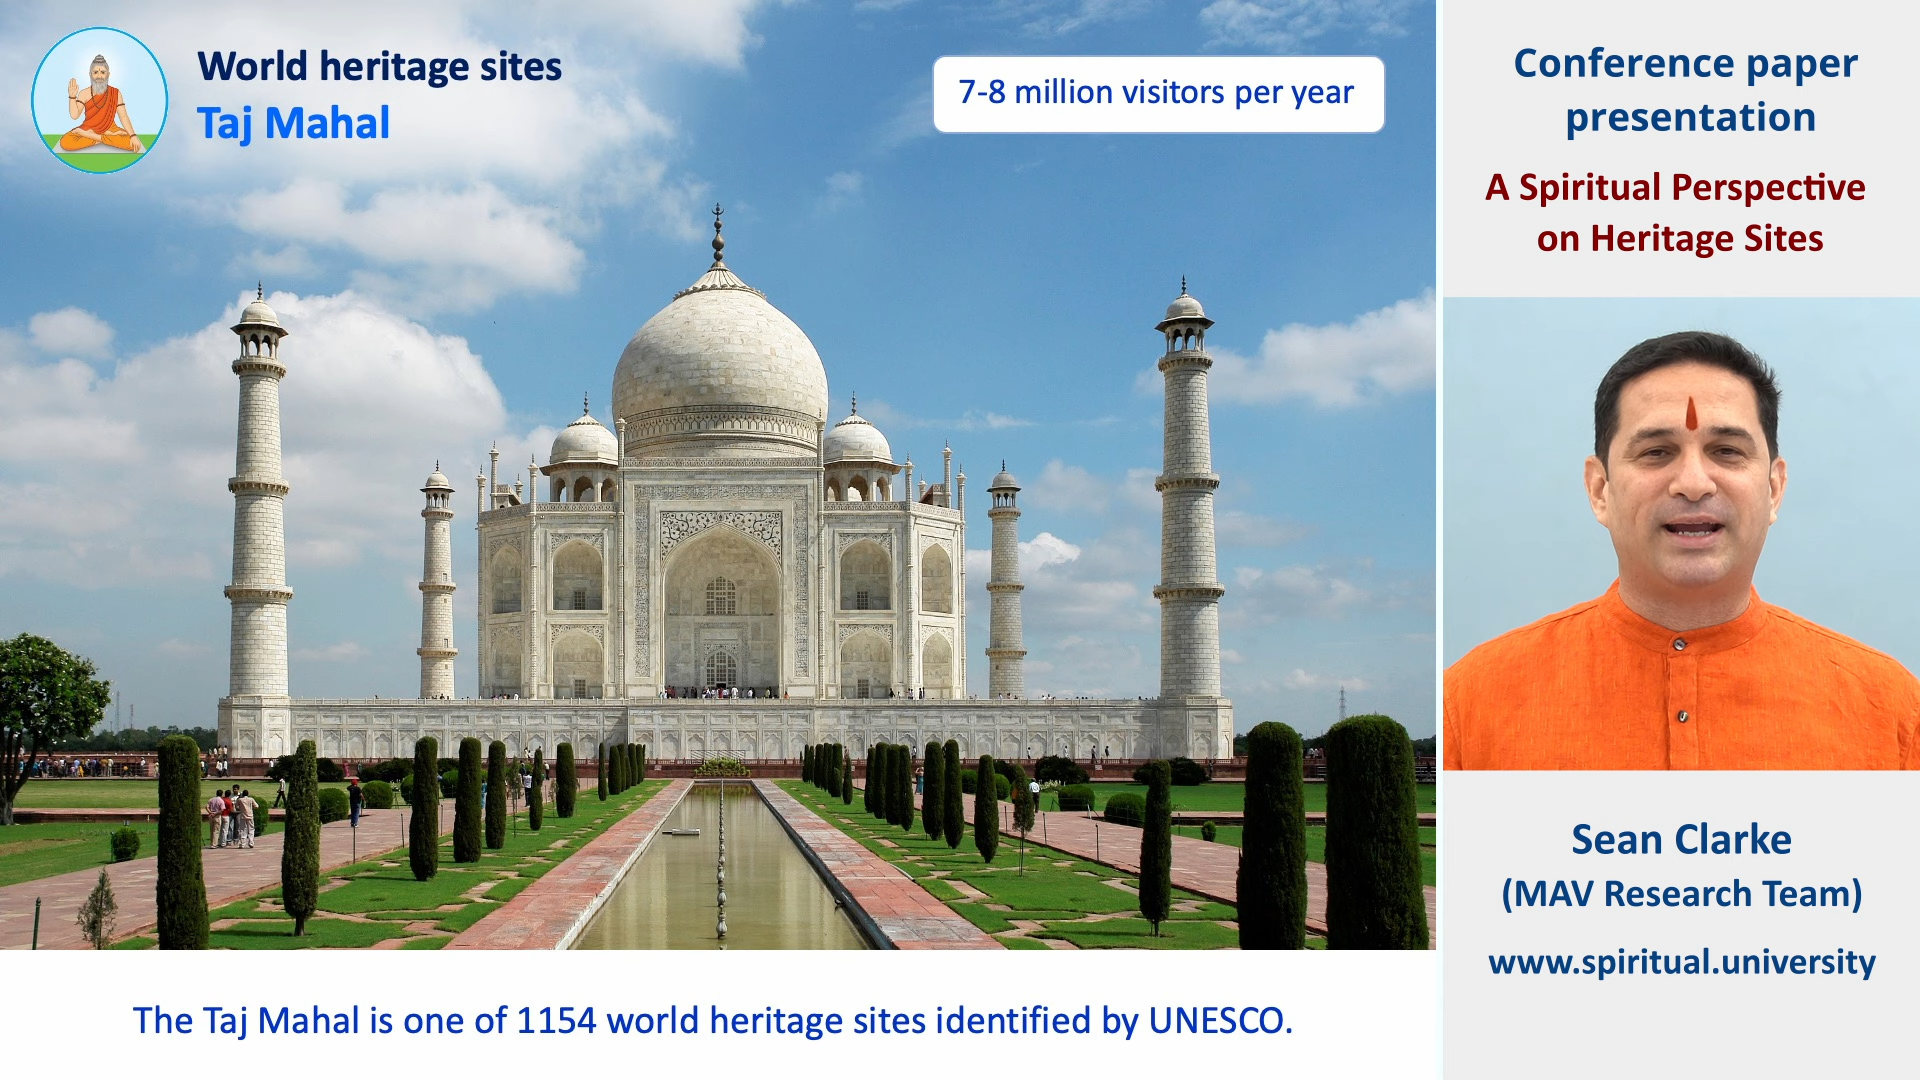 World heritage sites
Taj Mahal
7-8 million visitors per year
The Taj Mahal is one of 1154 world heritage sites identified by UNESCO.
Conference paper
presentation
A Spiritual Perspective
on Heritage Sites
Sean Clarke
(MAV Research Team)
www.spiritual.university